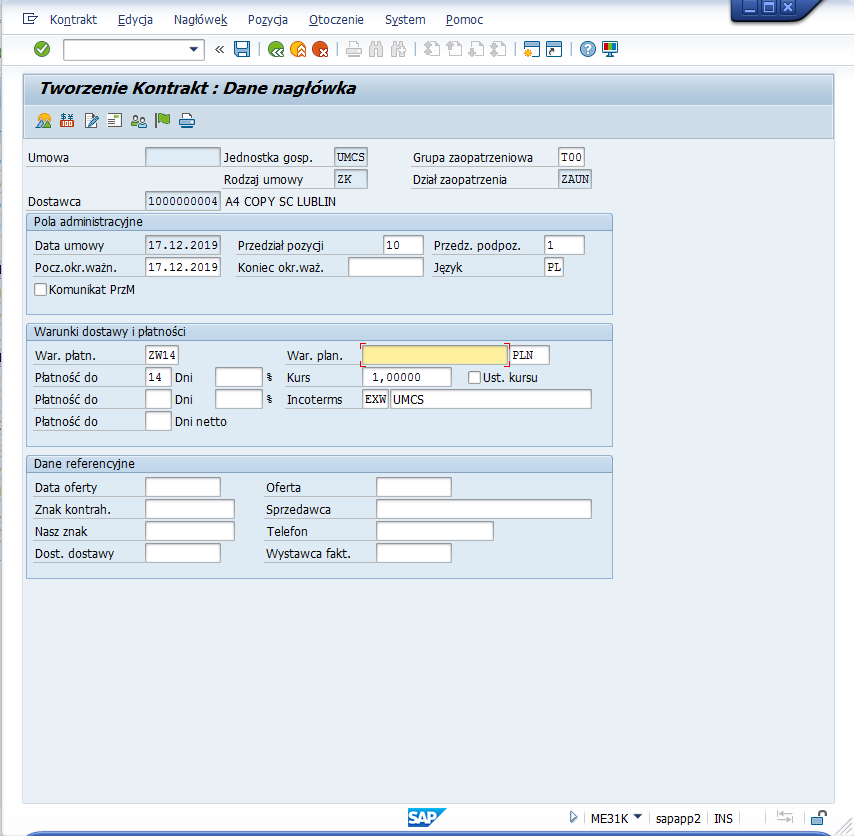 Kontrakt Edycja Nagłówek Pozycja Otoczenie System Pomoc
Tworzenie Kontrakt : Dane nagłówka
Umowa Jednostka gosp. UMCS Grupa zaopatrzeniowa T00
Rodzaj umowy ZK Dział zaopatrzenia ZAUN
Dostawca 1000000004 A4 COPY SC LUBLIN
Pola administracyjne
Data umowy 17.12.2019 Przedział pozycji 10 Przedz. podpoz. 1
Pocz.okr.ważn. 17.12.2019 Koniec okr.waż. Język PL
Komunikat PrzM
Warunki dostawy i płatności
War. płatn. ZW14 War. plan. PLN
Płatność do 14 Dni % Kurs 1,00000 Ust. kursu
Płatność do Dni % Incoterms EXW UMCS
Płatność do Dni netto
Dane referencyjne
Data oferty Oferta
Znak kontrah. Sprzedawca
Nasz znak Telefon
Dost. dostawy Wystawca fakt.
SAP ME31K sapapp2 INS